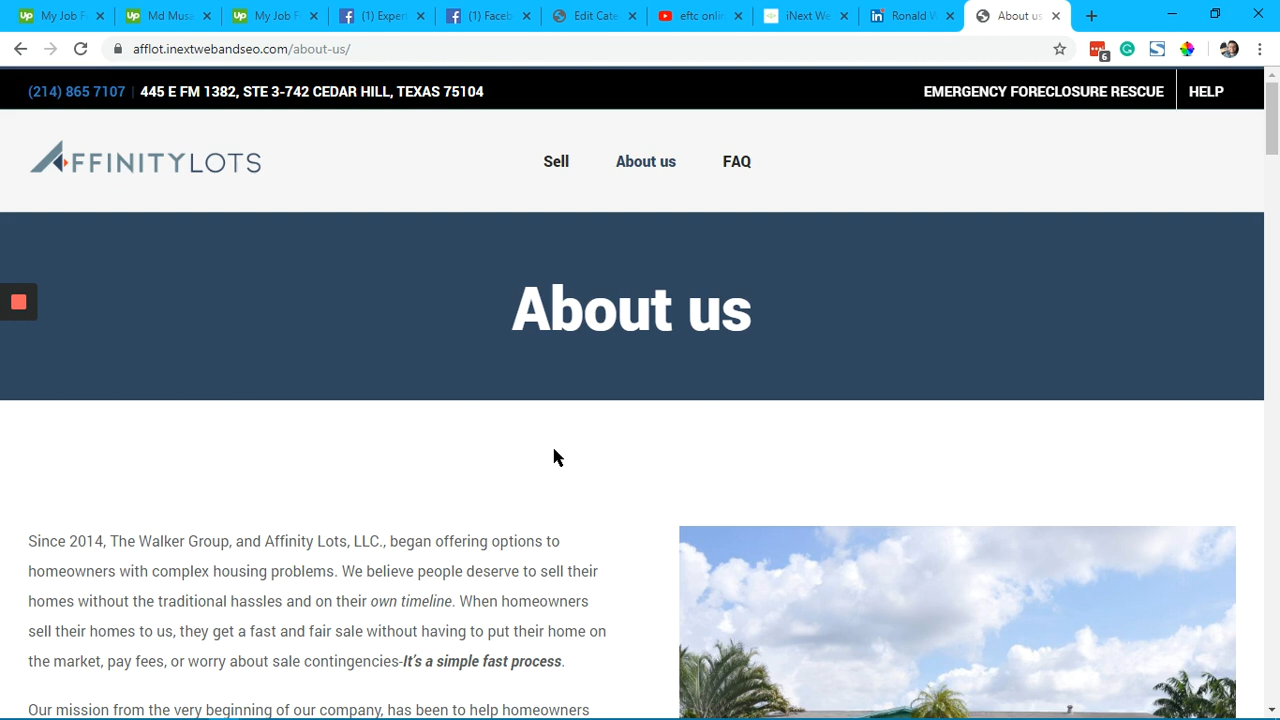 My Job F
Md Musa
My Job F
(1) Exper
(1) Faceb
Edit Cate
eftc onlin
iNext We
Ronald W
About us
afflot.inextwebandseo.com/about-us/
6
(214) 865 7107 | 445 E FM 1382, STE 3-742 CEDAR HILL, TEXAS 75104
EMERGENCY FORECLOSURE RESCUE
HELP
AFFINITYLOTS
Sell
About us
FAQ
About us
Since 2014, The Walker Group, and Affinity Lots, LLC., began offering options to
homeowners with complex housing problems. We believe people deserve to sell their
homes without the traditional hassles and on their own timeline. When homeowners
sell their homes to us, they get a fast and fair sale without having to put their home on
the market, pay fees, or worry about sale contingencies-It's a simple fast process.
Our mission from the very beginning of our company, has been to help homeowners